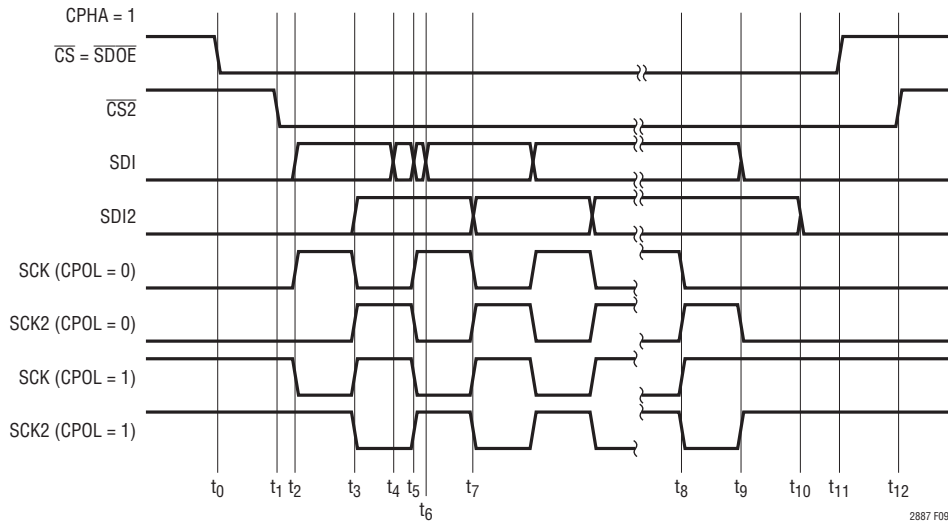 CPHA = 1
CS = SDOE
CS2
SDI
SDI2
SCK (CPOL = 0)
SCK2 (CPOL = 0)
SCK (CPOL = 1)
SCK2 (CPOL = 1)
t0 t1 t2 t3 t4 t5 t6 t7 t8 t9 t10 t11 t12
2887 F09